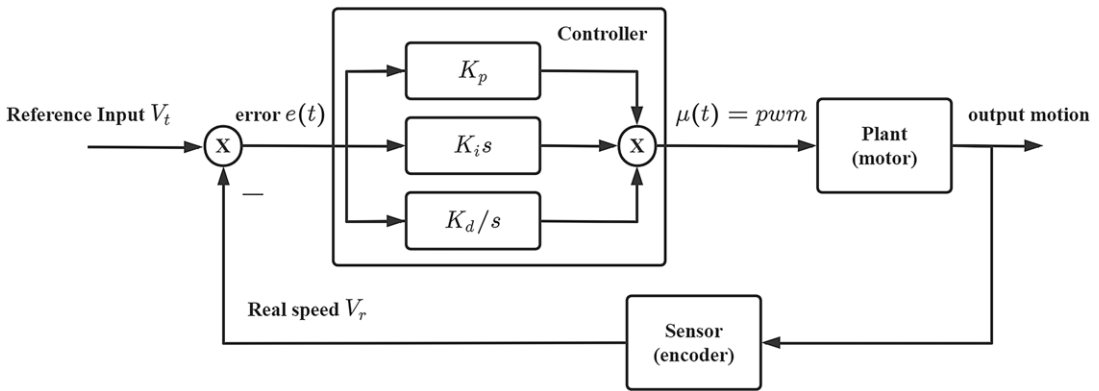 Controller
K_p
Reference Input V_t
error e(t)
μ(t) = pwm
output motion
X
K_i s
X
Plant
(motor)
—
K_d/s
Real speed V_r
Sensor
(encoder)